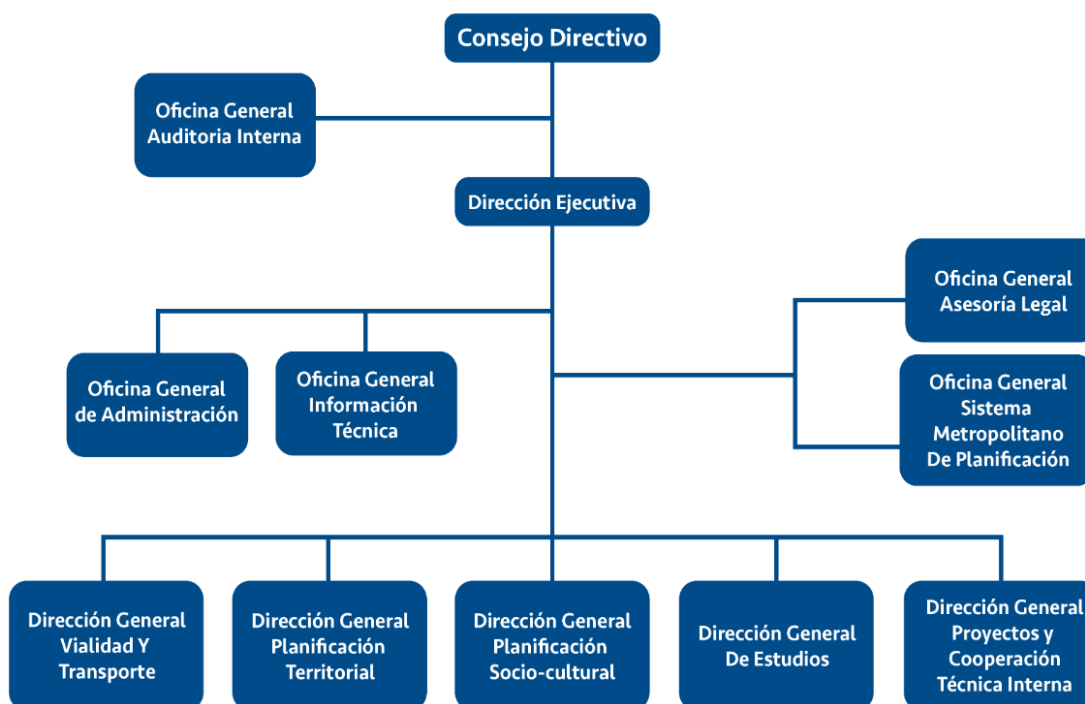 Consejo Directivo
Oficina General
Auditoria Interna
Dirección Ejecutiva
Oficina General
Asesoría Legal
Oficina General
de Administración
Oficina General
Información
Técnica
Oficina General
Sistema
Metropolitano
De Planificación
Dirección General
Vialidad Y
Transporte
Dirección General
Planificación
Territorial
Dirección General
Planificación
Socio-cultural
Dirección General
De Estudios
Dirección General
Proyectos y
Cooperación
Técnica Interna